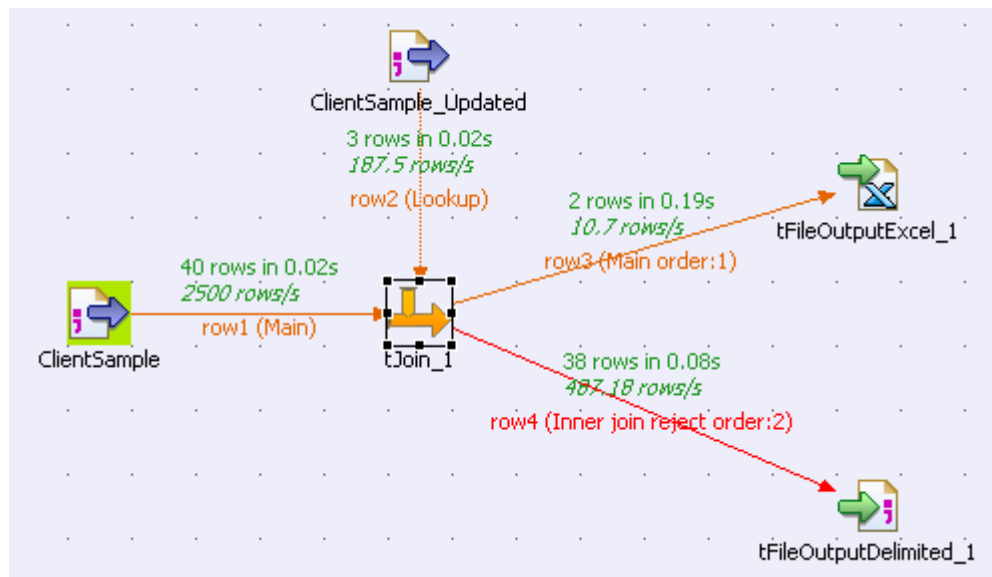 ClientSample_Updated
3 rows in 0.02s
187.5 rows/s
row2 (Lookup)
2 rows in 0.19s
10.7 rows/s
row3 (Main order:1)
tFileOutputExcel_1
40 rows in 0.02s
2500 rows/s
row1 (Main)
ClientSample
tJoin_1
38 rows in 0.08s
487.18 rows/s
row4 (Inner join reject order:2)
tFileOutputDelimited_1